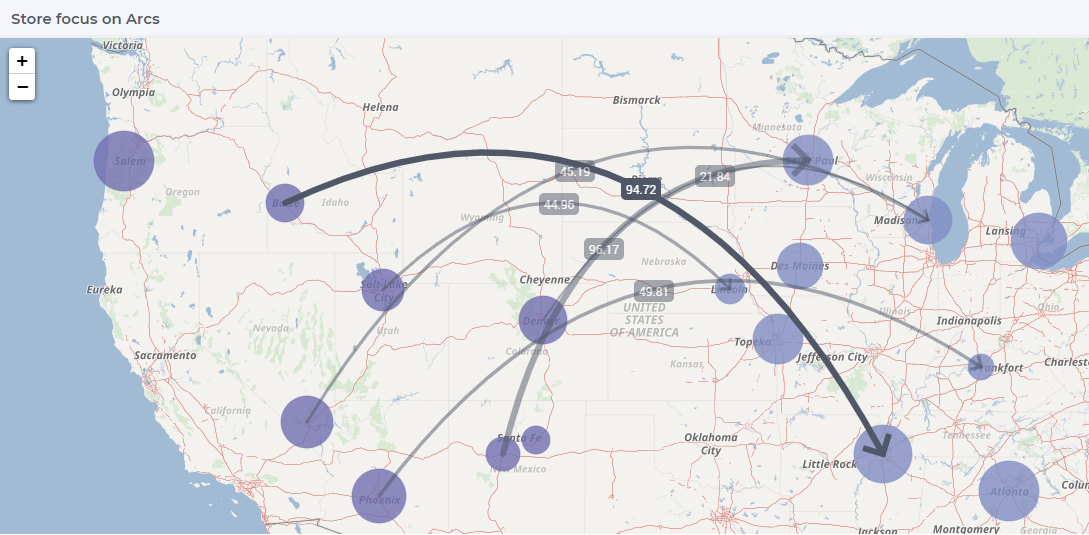 Store focus on Arcs
+
−
Victoria
Olympia
Helena
Bismarck
Minnesota
Salem
Oregon
45.19
Pierre
Saint Paul
21.84
Wisconsin
94.72
Boise
Idaho
44.96
Wyoming
Madison
Lansing
96.17
Nebraska
Des Moines
Eureka
Salt Lake
City
Cheyenne
49.81
Lincoln
UNITED
STATES
OF AMERICA
Illinois
Ohio
Indianapolis
Nevada
Utah
Denver
Colorado
Topeka
Jefferson City
Sacramento
Kansas
Frankfort
Charlest
California
Santa Fe
New Mexico
Oklahoma
City
Tennessee
Little Rock
Phoenix
Atlanta
Colu
Jackson
Montgomery
Georgia